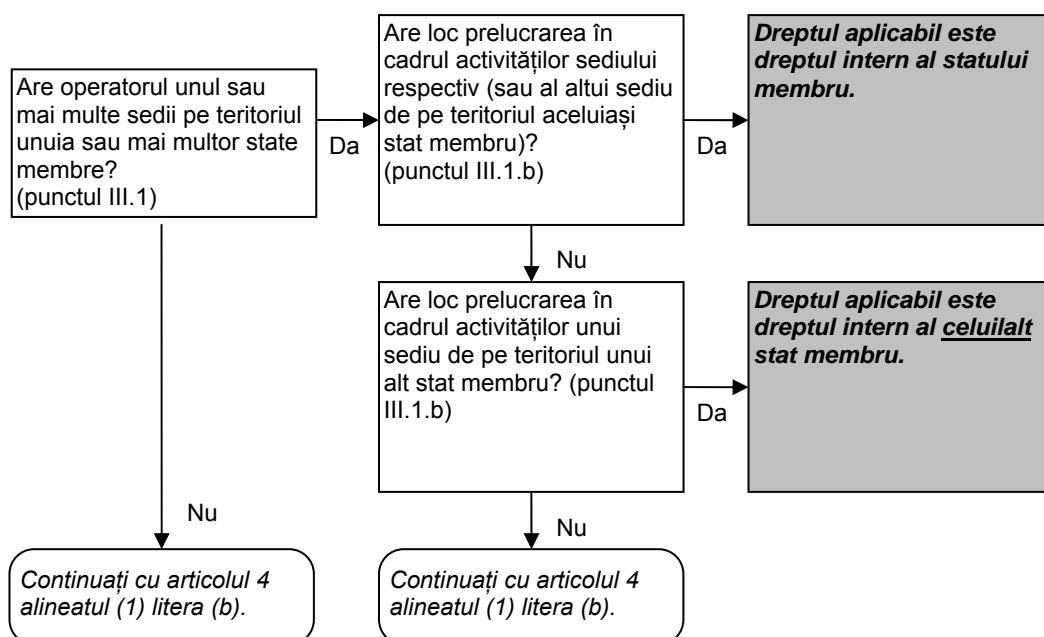 Are operatorul unul sau
mai multe sedii pe teritoriul
unuia sau mai multor state
membre?
(punctul III.1)
Da
Are loc prelucrarea în
cadrul activităților sediului
respectiv (sau al altui sediu
de pe teritoriul aceluiași
stat membru)?
(punctul III.1.b)
Da
Dreptul aplicabil este
dreptul intern al statului
membru.
Nu
Are loc prelucrarea în
cadrul activităților unui
sediu de pe teritoriul unui
alt stat membru? (punctul
III.1.b)
Da
Dreptul aplicabil este
dreptul intern al celuilalt
stat membru.
Nu
Nu
Continuați cu articolul 4
alineatul (1) litera (b).
Continuați cu articolul 4
alineatul (1) litera (b).